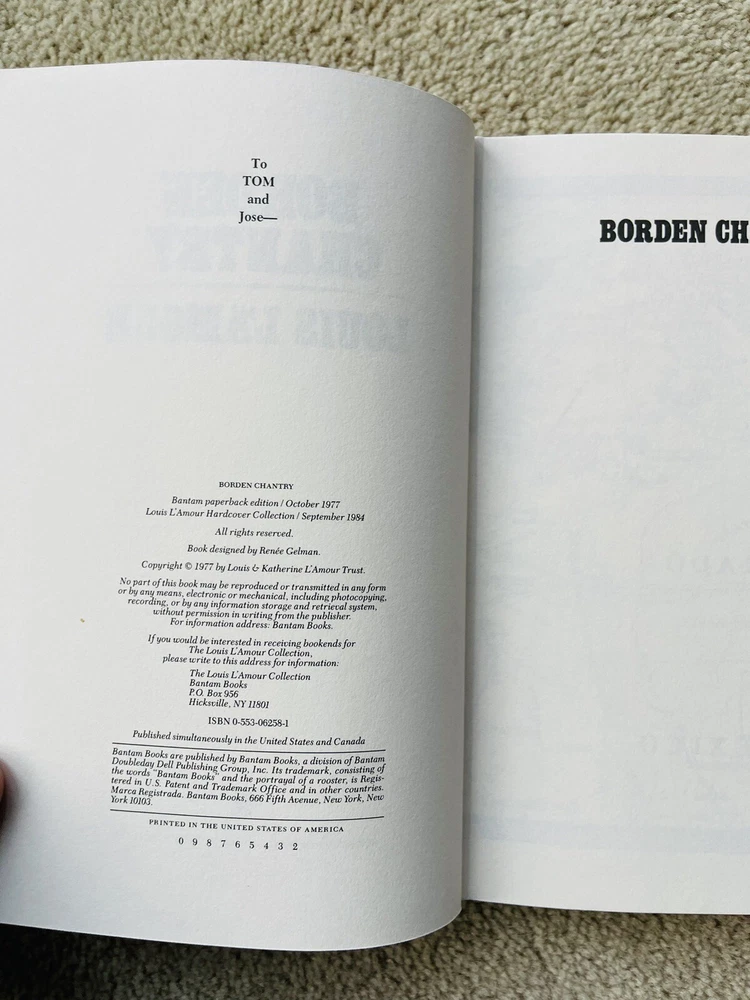 To
TOM
and
Jose—
BORDEN CHANTRY
Bantam paperback edition / October 1977
Louis L'Amour Hardcover Collection / September 1984
All rights reserved.
Book designed by Renée Gelman.
Copyright © 1977 by Louis & Katherine L'Amour Trust.
No part of this book may be reproduced or transmitted in any form
or by any means, electronic or mechanical, including photocopying,
recording, or by any information storage and retrieval system,
without permission in writing from the publisher.
For information address: Bantam Books.
If you would be interested in receiving bookends for
The Louis L'Amour Collection,
please write to this address for information:
The Louis L'Amour Collection
Bantam Books
P.O. Box 956
Hicksville, NY 11801
ISBN 0-553-06258-1
Published simultaneously in the United States and Canada
Bantam Books are published by Bantam Books, a division of Bantam
Doubleday Dell Publishing Group, Inc. Its trademark, consisting of
the words "Bantam Books" and the portrayal of a rooster, is Regis-
tered in U.S. Patent and Trademark Office and in other countries.
Marca Registrada. Bantam Books, 666 Fifth Avenue, New York, New
York 10103.
PRINTED IN THE UNITED STATES OF AMERICA
0 9 8 7 6 5 4 3 2
BORDEN CH